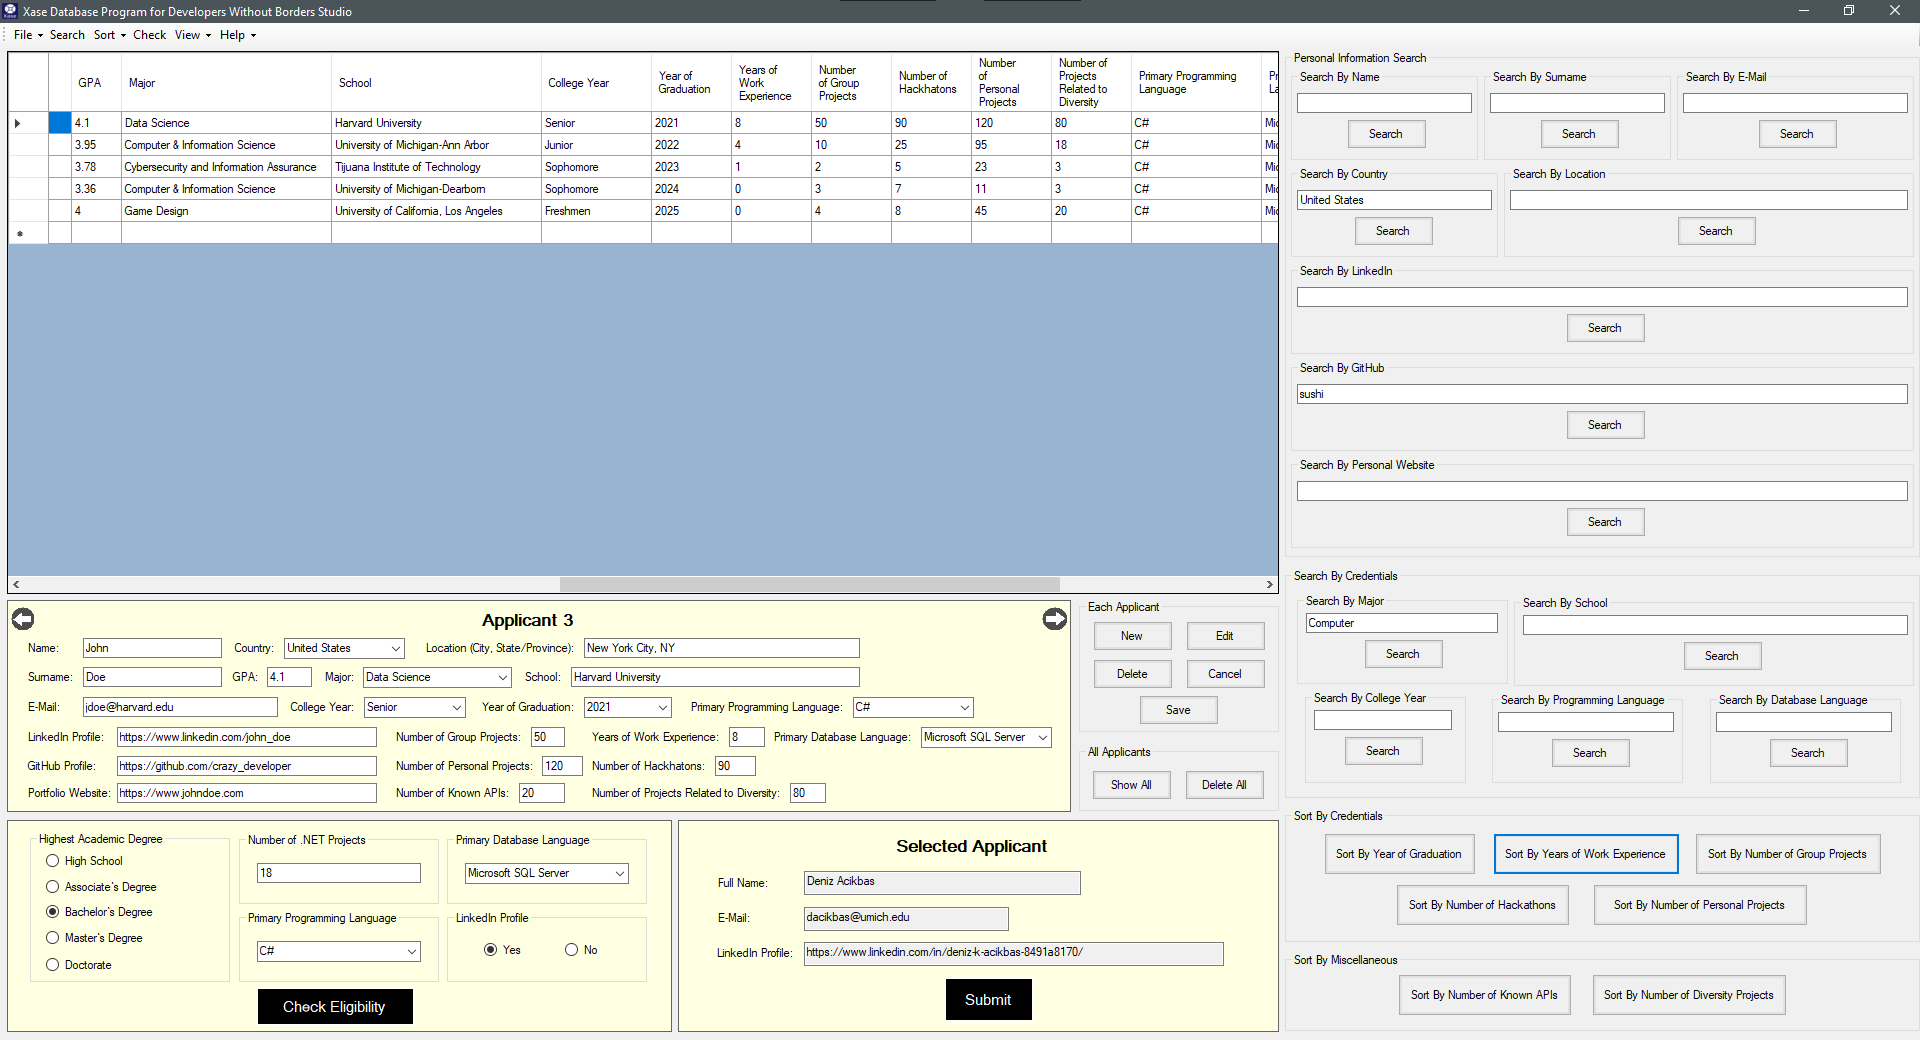 Xase Database Program for Developers Without Borders Studio
File Search Sort Check View Help
GPA Major School College Year Year of Graduation Years of Work Experience Number of Group Projects Number of Hackhatons Number of Personal Projects Number of Projects Related to Diversity Primary Programming Language
4.1 Data Science Harvard University Senior 2021 8 50 90 120 80 C#
3.95 Computer & Information Science University of Michigan-Ann Arbor Junior 2022 4 10 25 95 18 C#
3.78 Cybersecurity and Information Assurance Tijuana Institute of Technology Sophomore 2023 1 2 5 23 3 C#
3.36 Computer & Information Science University of Michigan-Dearborn Sophomore 2024 0 3 7 11 3 C#
4 Game Design University of California, Los Angeles Freshmen 2025 0 4 8 45 20 C#
Applicant 3
Name: John Country: United States Location (City, State/Province): New York City, NY
Surname: Doe GPA: 4.1 Major: Data Science School: Harvard University
E-Mail: jdoe@harvard.edu College Year: Senior Year of Graduation: 2021 Primary Programming Language: C#
LinkedIn Profile: https://www.linkedin.com/john_doe Number of Group Projects: 50 Years of Work Experience: 8 Primary Database Language: Microsoft SQL Server
GitHub Profile: https://github.com/crazy_developer Number of Personal Projects: 120 Number of Hackhatons: 90
Portfolio Website: https://www.johndoe.com Number of Known APIs: 20 Number of Projects Related to Diversity: 80
Each Applicant
New Edit
Delete Cancel
Save
All Applicants
Show All Delete All
Highest Academic Degree
High School
Associate's Degree
Bachelor's Degree
Master's Degree
Doctorate
Number of .NET Projects
18
Primary Database Language
Microsoft SQL Server
Primary Programming Language
C#
LinkedIn Profile
Yes No
Check Eligibility
Selected Applicant
Full Name: Deniz Acikbas
E-Mail: dacikbas@umich.edu
LinkedIn Profile: https://www.linkedin.com/in/deniz-k-acikbas-8491a8170/
Submit
Personal Information Search
Search By Name Search By Surname Search By E-Mail
Search Search Search
Search By Country Search By Location
United States
Search Search
Search By LinkedIn
Search
Search By GitHub
sushi
Search
Search By Personal Website
Search
Search By Credentials
Search By Major Search By School
Computer
Search Search
Search By College Year Search By Programming Language Search By Database Language
Search Search Search
Sort By Credentials
Sort By Year of Graduation Sort By Years of Work Experience Sort By Number of Group Projects
Sort By Number of Hackathons Sort By Number of Personal Projects
Sort By Miscellaneous
Sort By Number of Known APIs Sort By Number of Diversity Projects